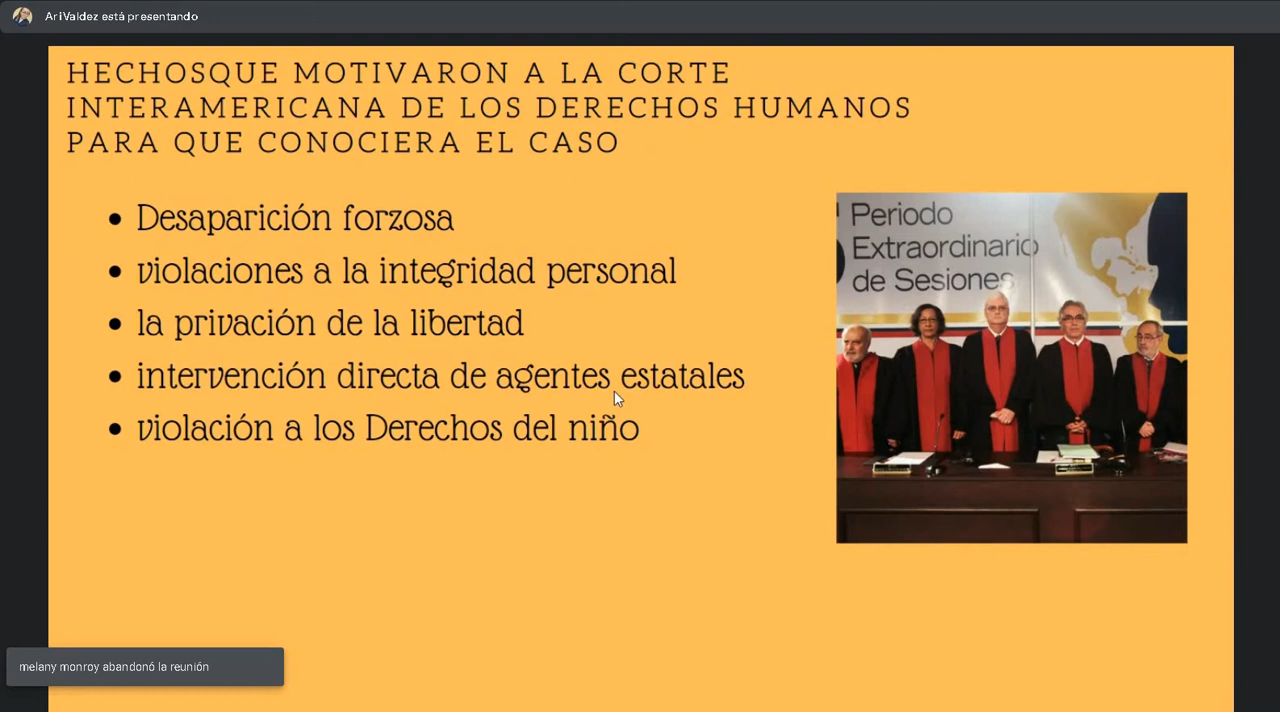 AriValdez está presentando
HECHOSQUE MOTIVARON A LA CORTE
INTERAMERICANA DE LOS DERECHOS HUMANOS
PARA QUE CONOCIERA EL CASO
• Desaparición forzosa
• violaciones a la integridad personal
• la privación de la libertad
• intervención directa de agentes estatales
• violación a los Derechos del niño
Periodo
Extraordinario
de Sesiones
melany monroy abandonó la reunión